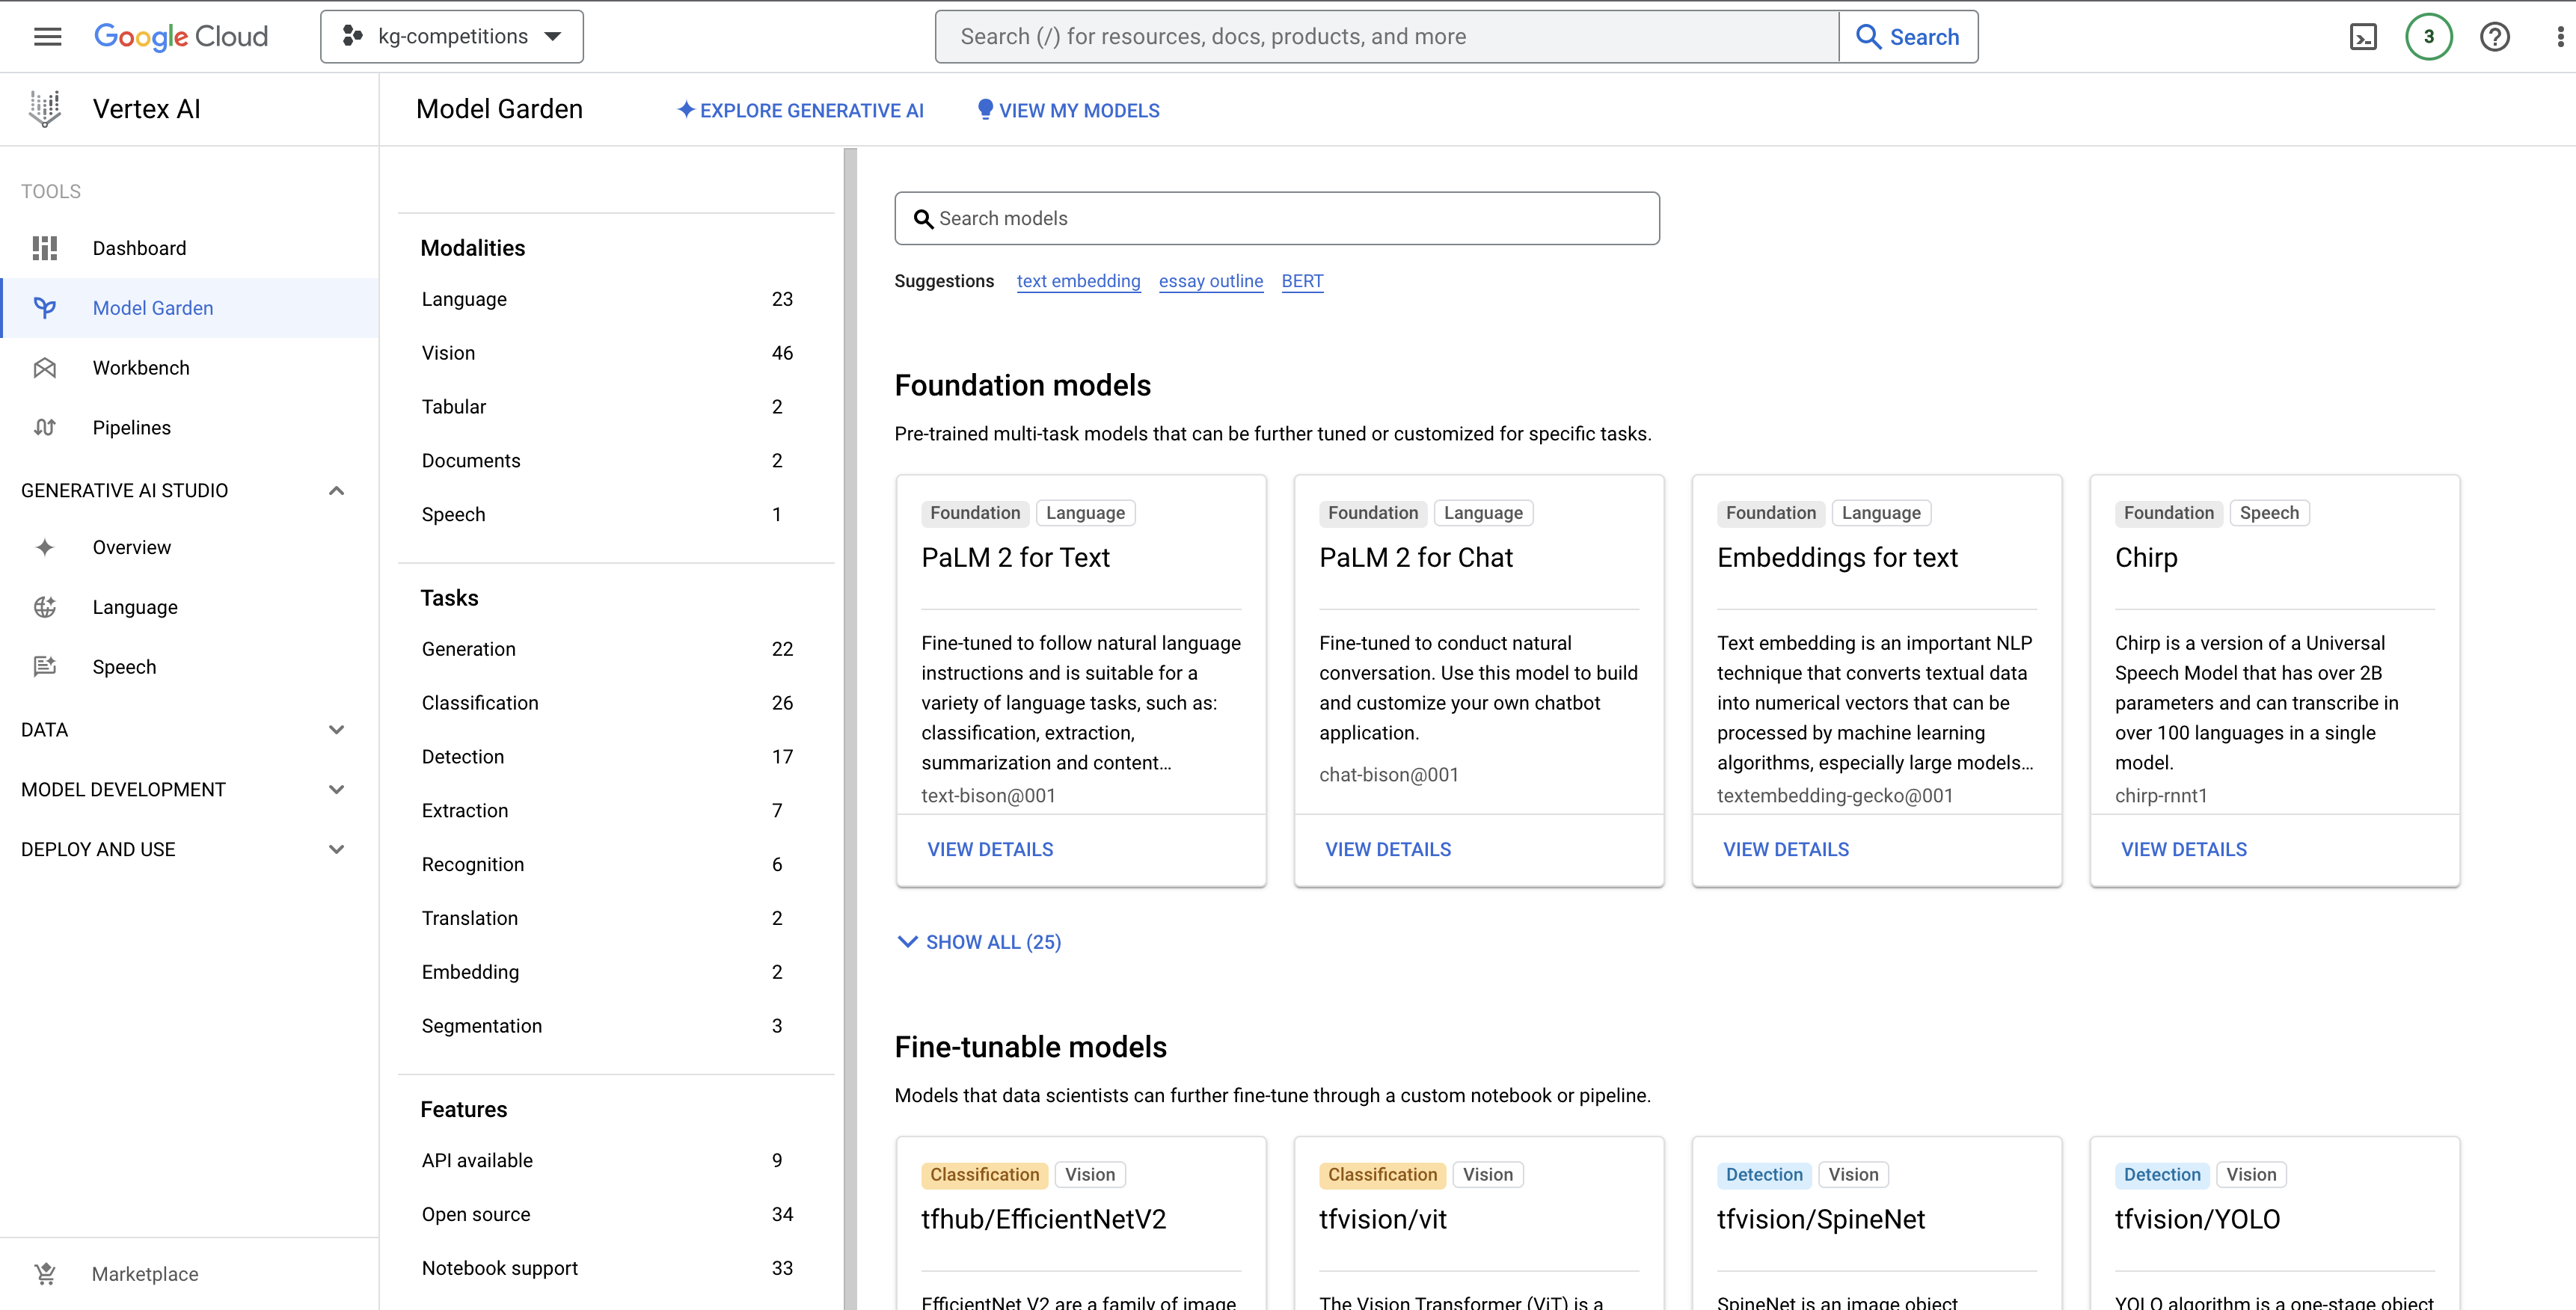 Google Cloud
kg-competitions
Search (/) for resources, docs, products, and more
Search
3
Vertex AI
Model Garden
EXPLORE GENERATIVE AI
VIEW MY MODELS
TOOLS
Dashboard
Model Garden
Workbench
Pipelines
GENERATIVE AI STUDIO
Overview
Language
Speech
DATA
MODEL DEVELOPMENT
DEPLOY AND USE
Marketplace
Modalities
Language 23
Vision 46
Tabular 2
Documents 2
Speech 1
Tasks
Generation 22
Classification 26
Detection 17
Extraction 7
Recognition 6
Translation 2
Embedding 2
Segmentation 3
Features
API available 9
Open source 34
Notebook support 33
Search models
Suggestions text embedding essay outline BERT
Foundation models
Pre-trained multi-task models that can be further tuned or customized for specific tasks.
Foundation Language
PaLM 2 for Text
Fine-tuned to follow natural language
instructions and is suitable for a
variety of language tasks, such as:
classification, extraction,
summarization and content…
text-bison@001
VIEW DETAILS
Foundation Language
PaLM 2 for Chat
Fine-tuned to conduct natural
conversation. Use this model to build
and customize your own chatbot
application.
chat-bison@001
VIEW DETAILS
Foundation Language
Embeddings for text
Text embedding is an important NLP
technique that converts textual data
into numerical vectors that can be
processed by machine learning
algorithms, especially large models…
textembedding-gecko@001
VIEW DETAILS
Foundation Speech
Chirp
Chirp is a version of a Universal
Speech Model that has over 2B
parameters and can transcribe in
over 100 languages in a single
model.
chirp-rnnt1
VIEW DETAILS
SHOW ALL (25)
Fine-tunable models
Models that data scientists can further fine-tune through a custom notebook or pipeline.
Classification Vision
tfhub/EfficientNetV2
EfficientNet V2 are a family of image
Classification Vision
tfvision/vit
The Vision Transformer (ViT) is a
Detection Vision
tfvision/SpineNet
SpineNet is an image object
Detection Vision
tfvision/YOLO
YOLO algorithm is a one-stage object